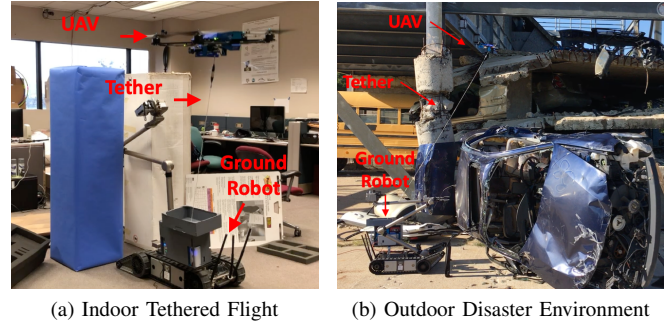 UAV
Tether
Ground
Robot
(a) Indoor Tethered Flight
UAV
Tether
Ground
Robot
(b) Outdoor Disaster Environment